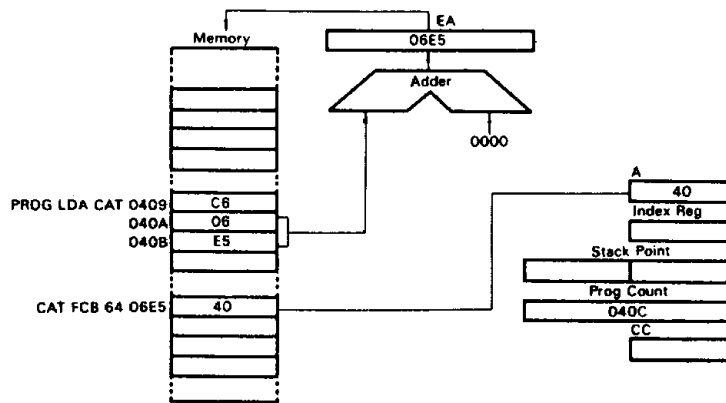 EA
Memory
06E5
Adder
0000
A
PROG LDA CAT 0409 C6
40
040A 06
Index Reg
040B E5
Stack Point
Prog Count
CAT FCB 64 06E5 40
040C
CC